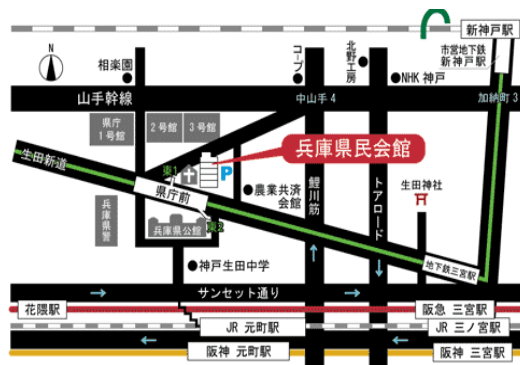 新神戸駅
市営地下鉄
新神戸駅
N
相楽園
コープ
北野工房
NHK 神戸
山手幹線
中山手 4
加納町 3
県庁
1号館
2号館
3号館
兵庫県民会館
生田新道
東1
P
県庁前
農業共済
会館
鯉川筋
トアロード
生田神社
兵庫県警
兵庫県公館
東2
神戸生田中学
地下鉄三宮駅
サンセット通り
花隈駅
阪急 三宮駅
JR 元町駅
JR 三ノ宮駅
阪神 元町駅
阪神 三宮駅